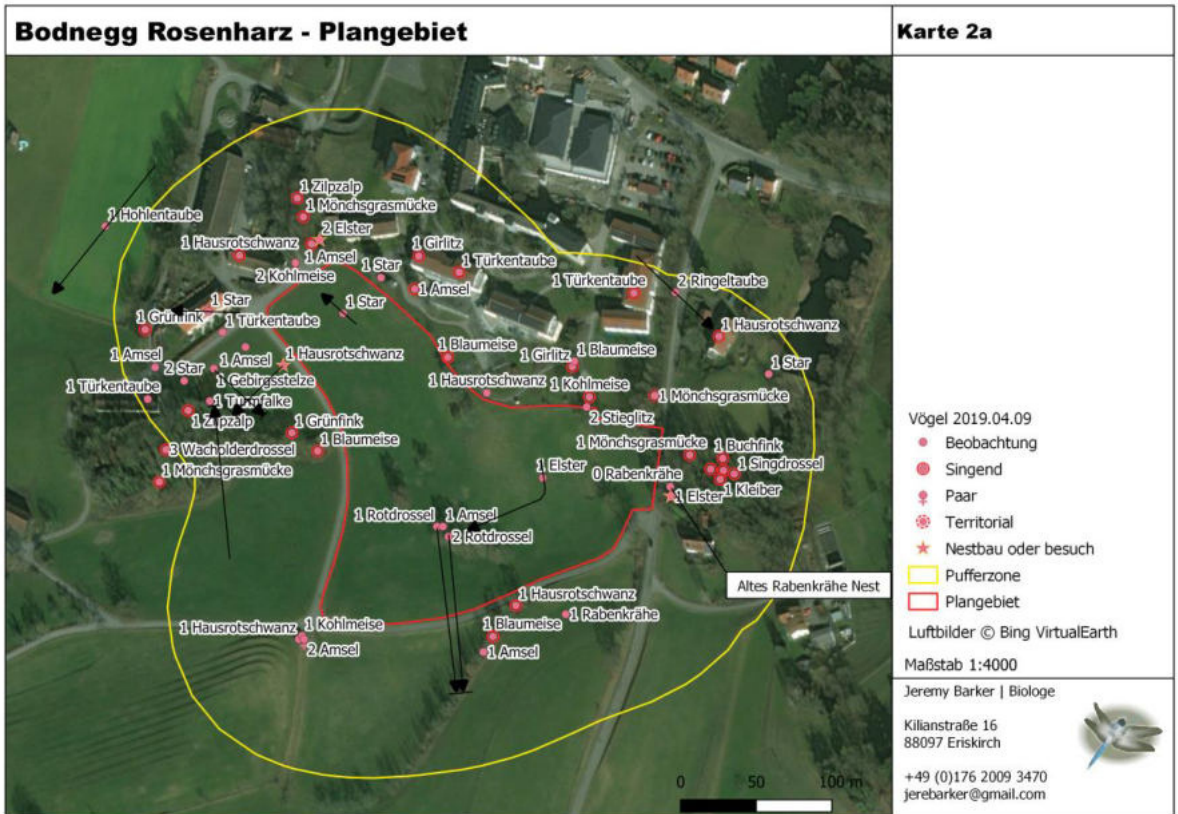 Bodnegg Rosenharz - Plangebiet
Karte 2a
1 Zilpzalp
1 Mönchsgrasmücke
1 Hohlentaube
2 Elster
1 Hausrotschwanz
1 Amsel
2 Kohlmeise
1 Girlitz
1 Türkentaube
1 Star
1 Amsel
1 Türkentaube
2 Ringeltaube
1 Star
1 Star
1 Grünfink
1 Türkentaube
1 Hausrotschwanz
1 Amsel
1 Amsel
1 Hausrotschwanz
2 Star
1 Gebirgsstelze
1 Türkentaube
1 Turmfalke
1 Zilpzalp
1 Blaumeise
1 Girlitz
1 Blaumeise
1 Star
1 Hausrotschwanz
1 Kohlmeise
1 Mönchsgrasmücke
2 Stieglitz
1 Grünfink
1 Blaumeise
3 Wacholderdrossel
1 Mönchsgrasmücke
1 Mönchsgrasmücke
1 Buchfink
1 Elster
0 Rabenkrähe
1 Singdrossel
1 Kleiber
1 Elster
1 Rotdrossel
1 Amsel
2 Rotdrossel
Altes Rabenkrähe Nest
1 Hausrotschwanz
1 Rabenkrähe
1 Kohlmeise
1 Hausrotschwanz
1 Blaumeise
2 Amsel
1 Amsel
0 50 100 m
Vögel 2019.04.09
Beobachtung
Singend
Paar
Territorial
Nestbau oder besuch
Pufferzone
Plangebiet
Luftbilder © Bing VirtualEarth
Maßstab 1:4000
Jeremy Barker | Biologe
Kilianstraße 16
88097 Eriskirch
+49 (0)176 2009 3470
jerebarker@gmail.com